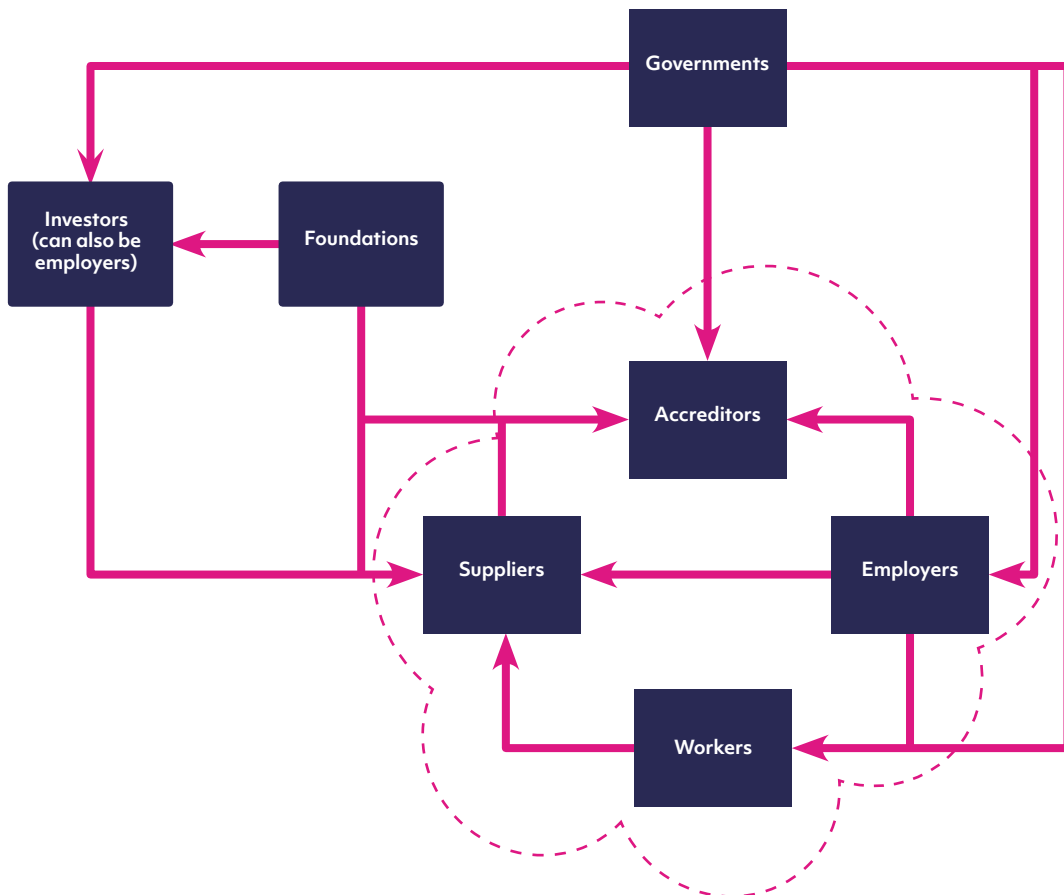 Governments
Investors
(can also be
employers)
Foundations
Accreditors
Suppliers
Employers
Workers